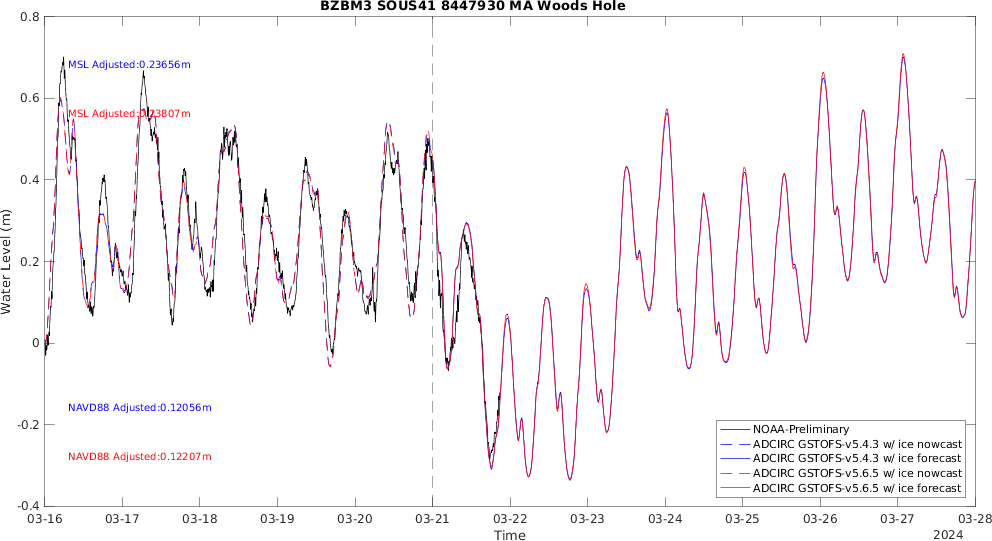 BZBM3 SOUS41 8447930 MA Woods Hole
0.8
0.6
0.4
0.2
0
-0.2
-0.4
Water Level (m)
MSL Adjusted:0.23656m
MSL Adjusted:0.23807m
NAVD88 Adjusted:0.12056m
NAVD88 Adjusted:0.12207m
NOAA-Preliminary
ADCIRC GSTOFS-v5.4.3 w/ ice nowcast
ADCIRC GSTOFS-v5.4.3 w/ ice forecast
ADCIRC GSTOFS-v5.6.5 w/ ice nowcast
ADCIRC GSTOFS-v5.6.5 w/ ice forecast
03-16 03-17 03-18 03-19 03-20 03-21 03-22 03-23 03-24 03-25 03-26 03-27 03-28
Time
2024